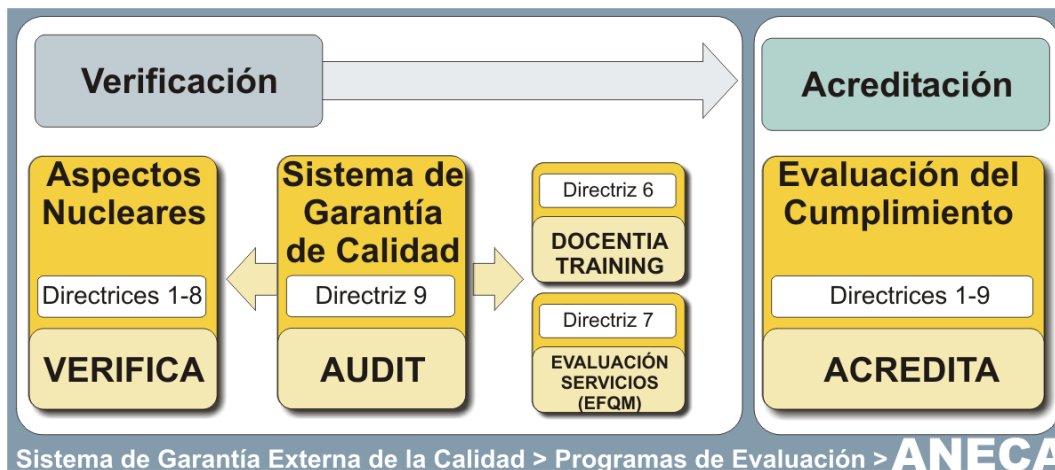 Verificación
Acreditación
Aspectos
Nucleares
Directrices 1-8
VERIFICA
Sistema de
Garantía
de Calidad
Directriz 9
AUDIT
Directriz 6
DOCENTIA
TRAINING
Directriz 7
EVALUACIÓN
SERVICIOS
(EFQM)
Evaluación del
Cumplimiento
Directrices 1-9
ACREDITA
Sistema de Garantía Externa de la Calidad > Programas de Evaluación > ANECA